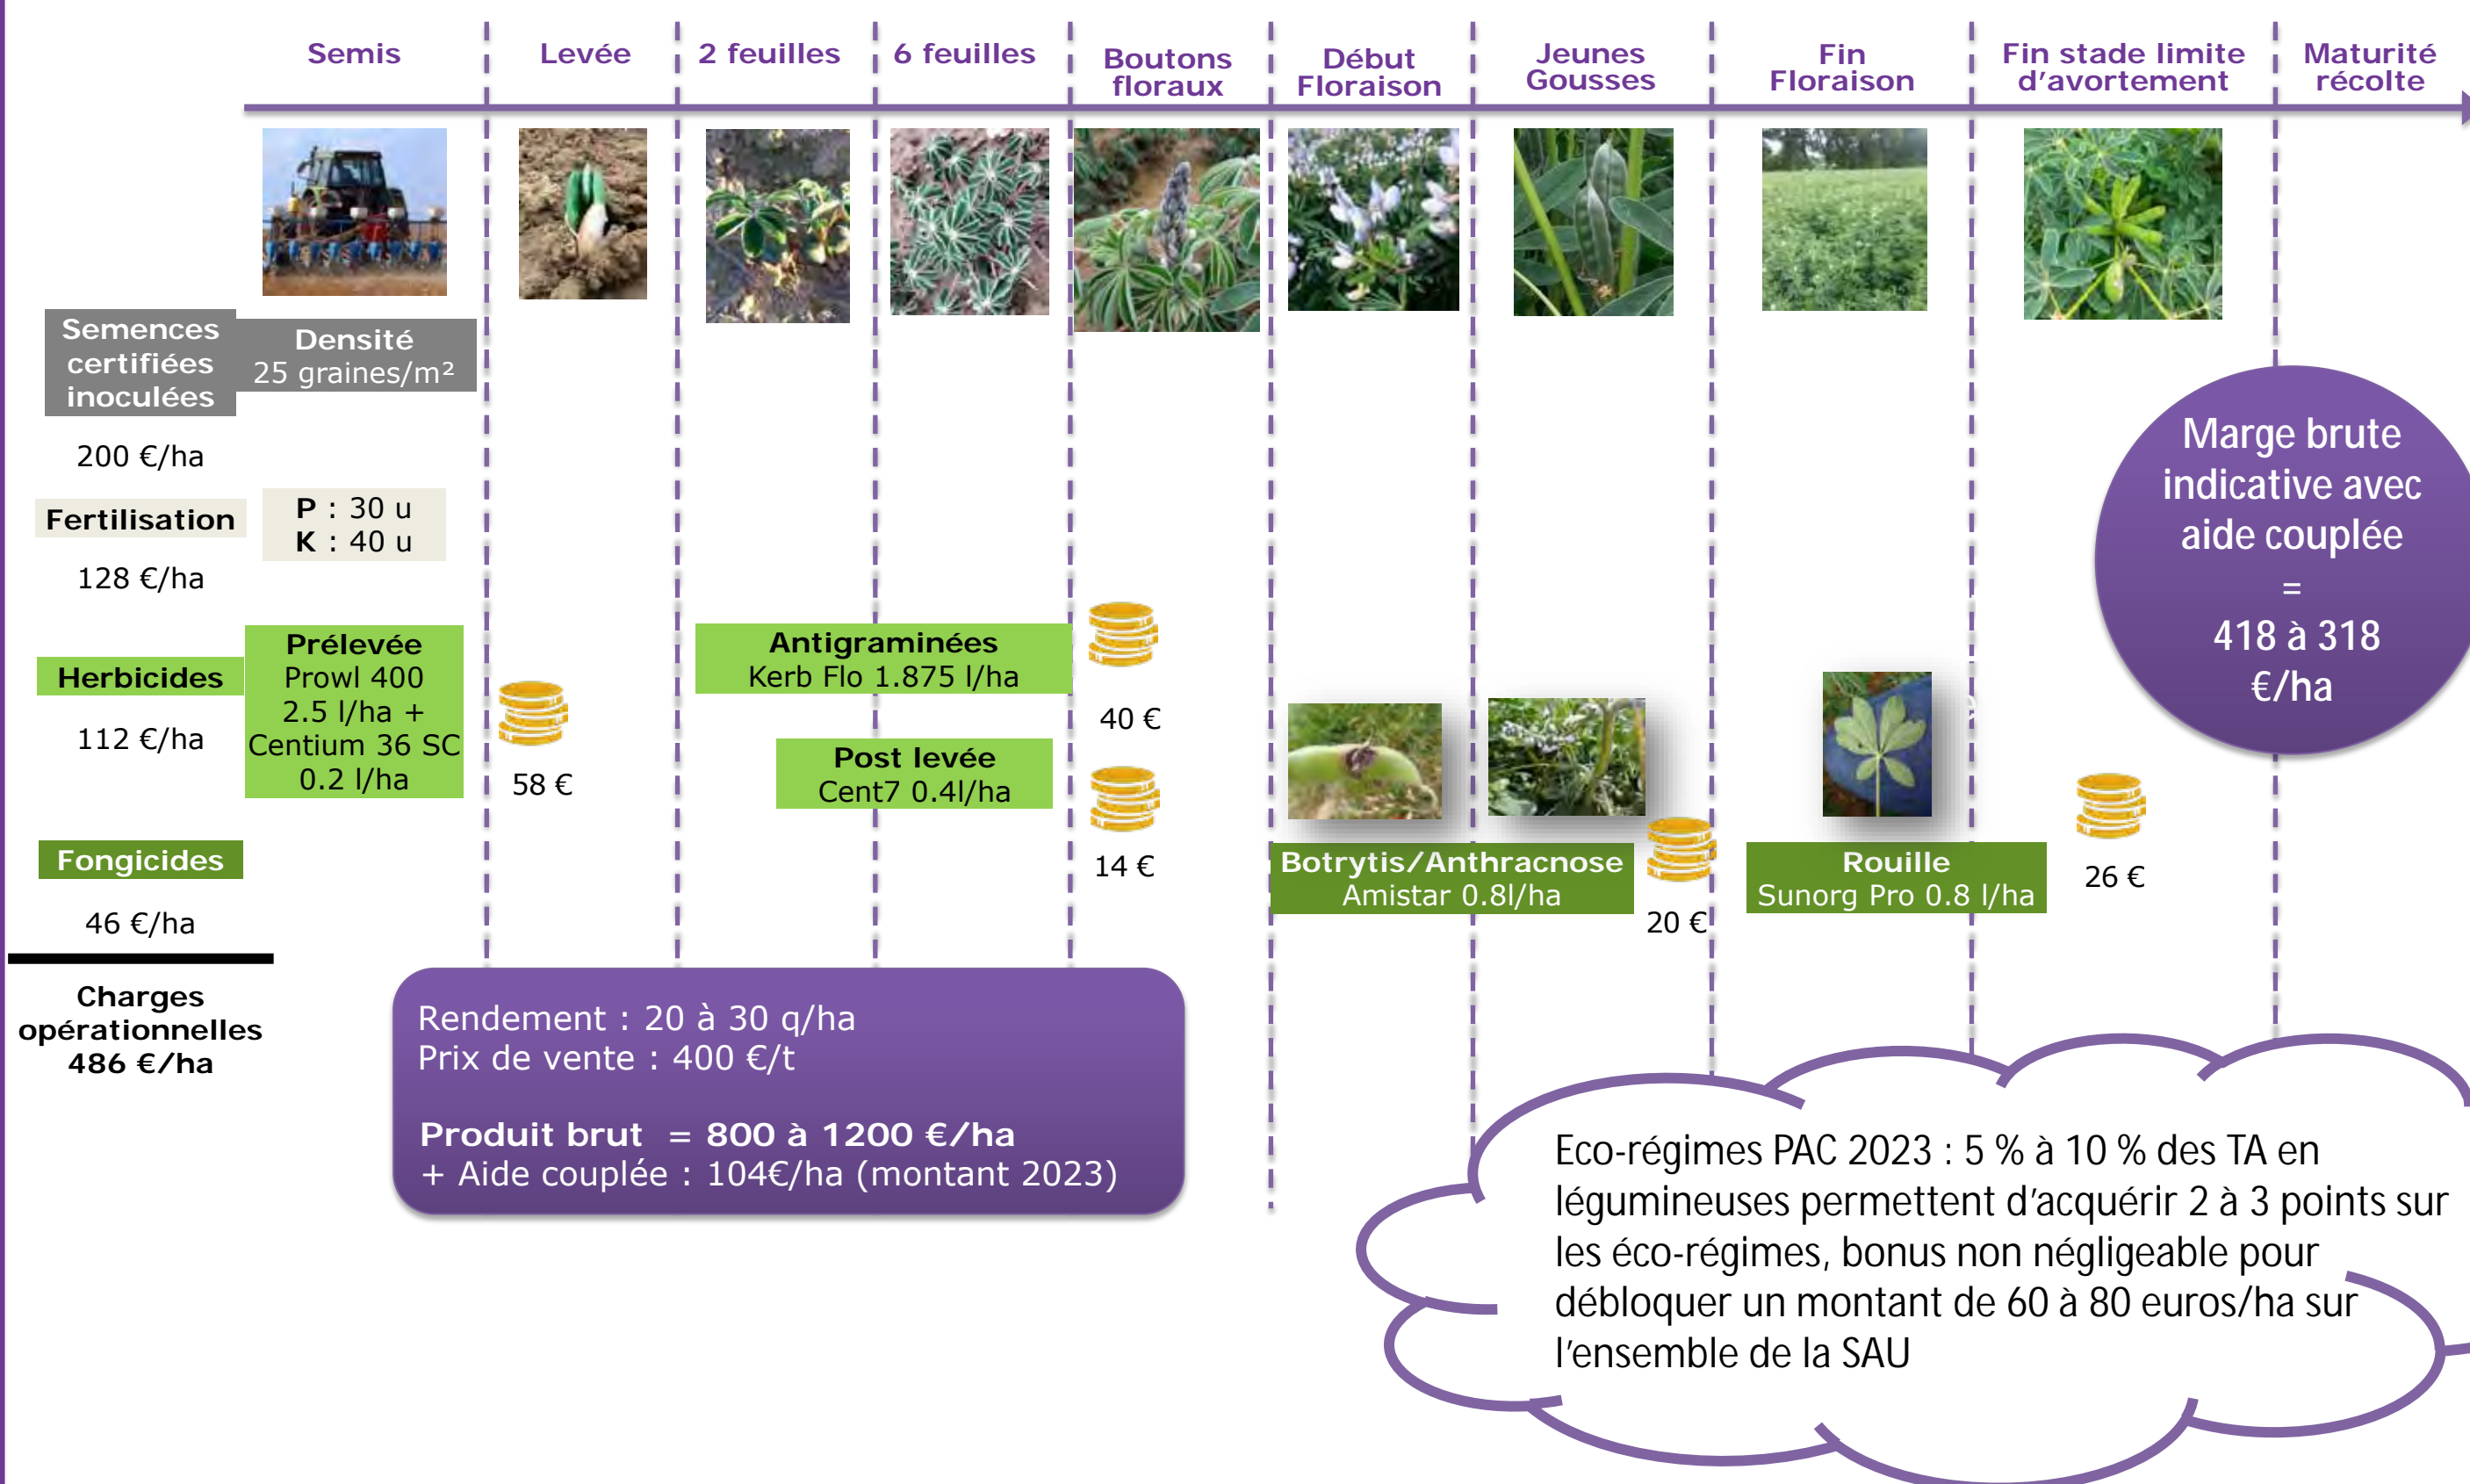 Semis
Levée
2 feuilles
6 feuilles
Boutons
floraux
Début
Floraison
Jeunes
Gousses
Fin
Floraison
Fin stade limite
d'avortement
Maturité
récolte
Semences
certifiées
inoculées
Densité
25 graines/m²
200 €/ha
Fertilisation
P : 30 u
K : 40 u
128 €/ha
Herbicides
112 €/ha
Prélevée
Prowl 400
2.5 l/ha +
Centium 36 SC
0.2 l/ha
58 €
Antigraminées
Kerb Flo 1.875 l/ha
40 €
Post levée
Cent7 0.4l/ha
14 €
Fongicides
46 €/ha
Botrytis/Anthracnose
Amistar 0.8l/ha
20 €
Rouille
Sunorg Pro 0.8 l/ha
26 €
Marge brute
indicative avec
aide couplée
=
418 à 318
€/ha
Charges
opérationnelles
486 €/ha
Rendement : 20 à 30 q/ha
Prix de vente : 400 €/t
Produit brut = 800 à 1200 €/ha
+ Aide couplée : 104€/ha (montant 2023)
Eco-régimes PAC 2023 : 5 % à 10 % des TA en
légumineuses permettent d'acquérir 2 à 3 points sur
les éco-régimes, bonus non négligeable pour
débloquer un montant de 60 à 80 euros/ha sur
l'ensemble de la SAU